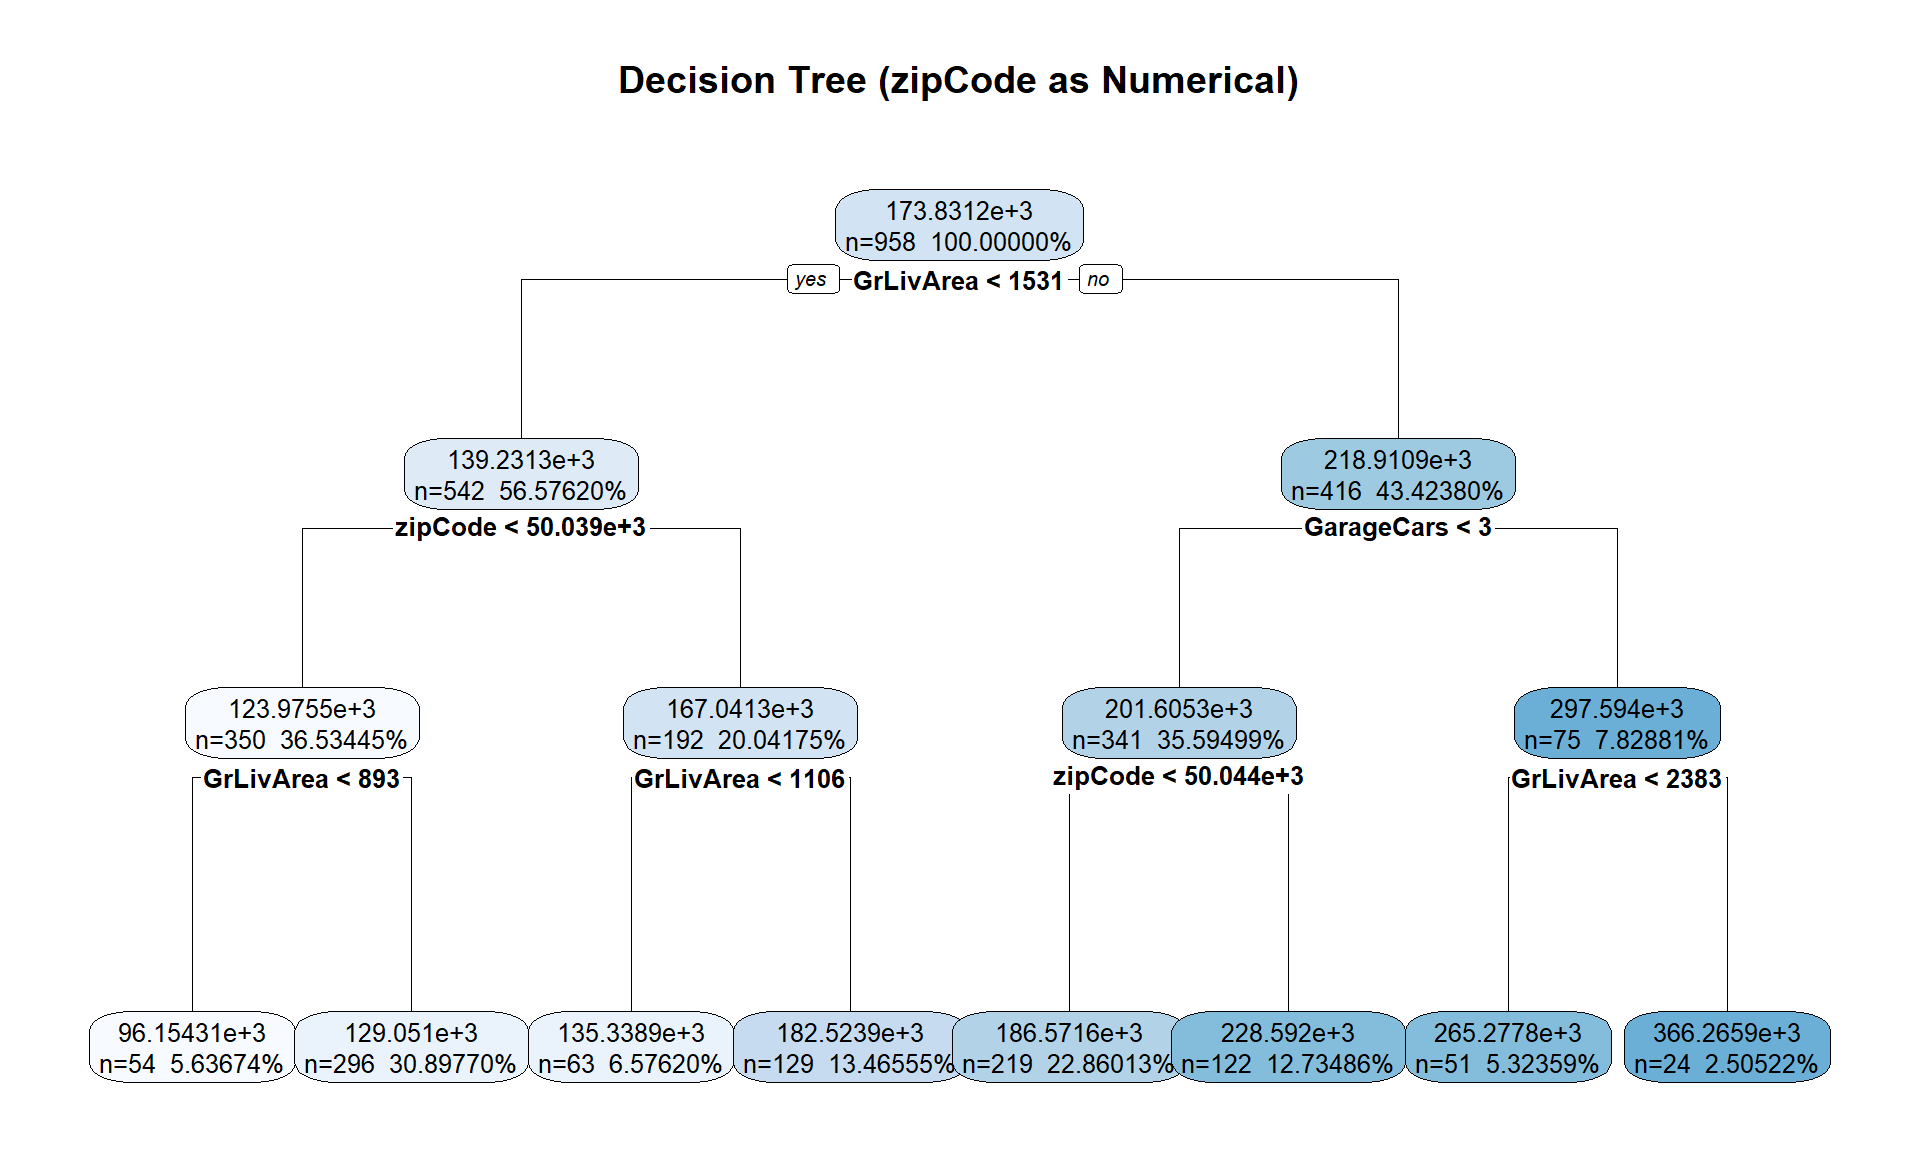 Decision Tree (zipCode as Numerical)
173.8312e+3
n=958 100.00000%
yes GrLivArea < 1531 no
139.2313e+3
n=542 56.57620%
zipCode < 50.039e+3
218.9109e+3
n=416 43.42380%
GarageCars < 3
123.9755e+3
n=350 36.53445%
GrLivArea < 893
167.0413e+3
n=192 20.04175%
GrLivArea < 1106
201.6053e+3
n=341 35.59499%
zipCode < 50.044e+3
297.594e+3
n=75 7.82881%
GrLivArea < 2383
96.15431e+3
n=54 5.63674%
129.051e+3
n=296 30.89770%
135.3389e+3
n=63 6.57620%
182.5239e+3
n=129 13.46555%
186.5716e+3
n=219 22.86013%
228.592e+3
n=122 12.73486%
265.2778e+3
n=51 5.32359%
366.2659e+3
n=24 2.50522%